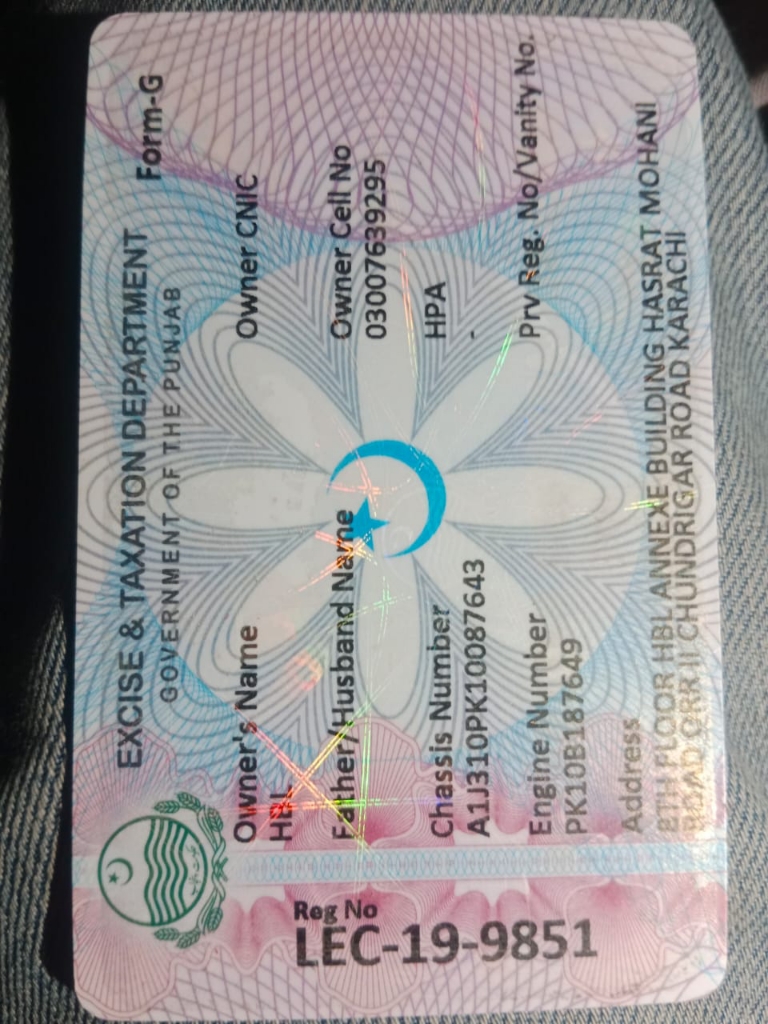 EXCISE & TAXATION DEPARTMENT Form-G
GOVERNMENT OF THE PUNJAB
Owner's Name
HBL
Owner CNIC
Father/Husband Name
Owner Cell No
03007639295
Chassis Number
A1J310PK10087643
HPA
-
Engine Number
PK10B187649
Prv Reg. No/Vanity No.
Address
8TH FLOOR HBL ANNEXE BUILDING HASRAT MOHANI
ROAD ORR II CHUNDRIGAR ROAD KARACHI
Reg No
LEC-19-9851